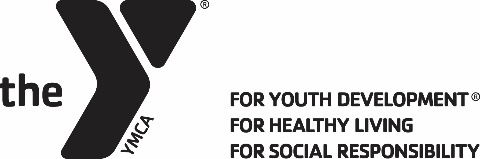 the Y®
YMCA
FOR YOUTH DEVELOPMENT®
FOR HEALTHY LIVING
FOR SOCIAL RESPONSIBILITY